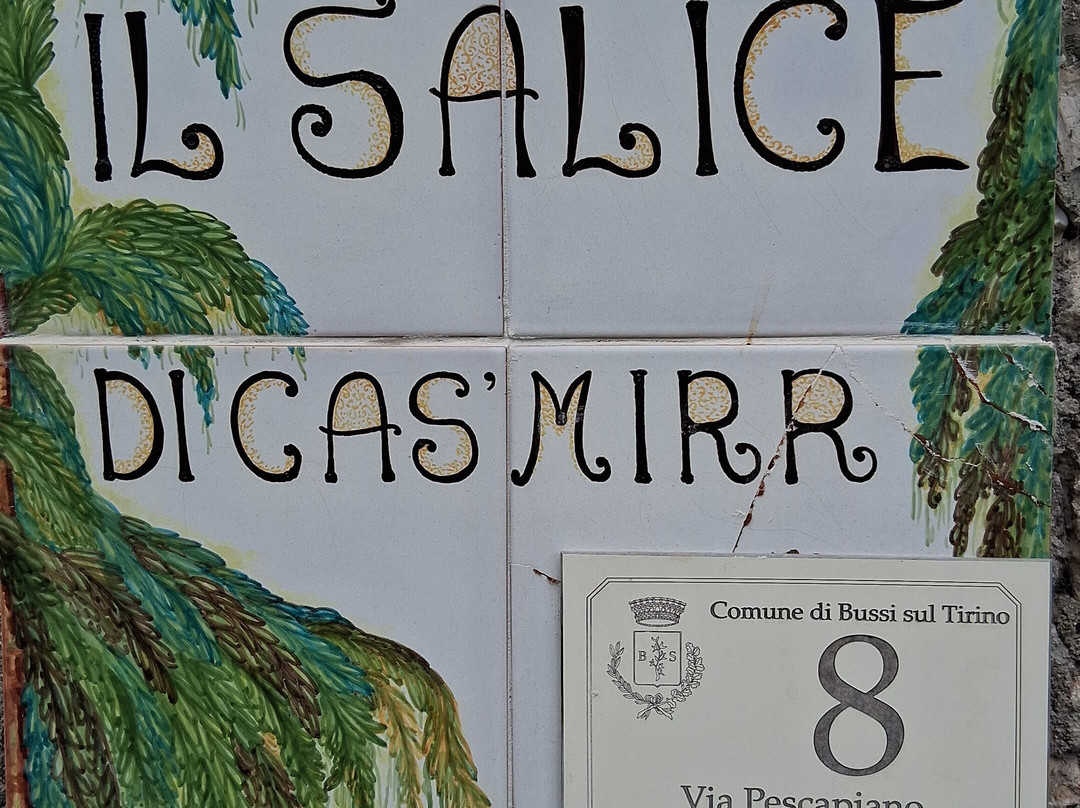 IL SALICE
DI CAS'MIRR
Comune di Bussi sul Tirino
B S
8
Via Pescapiano